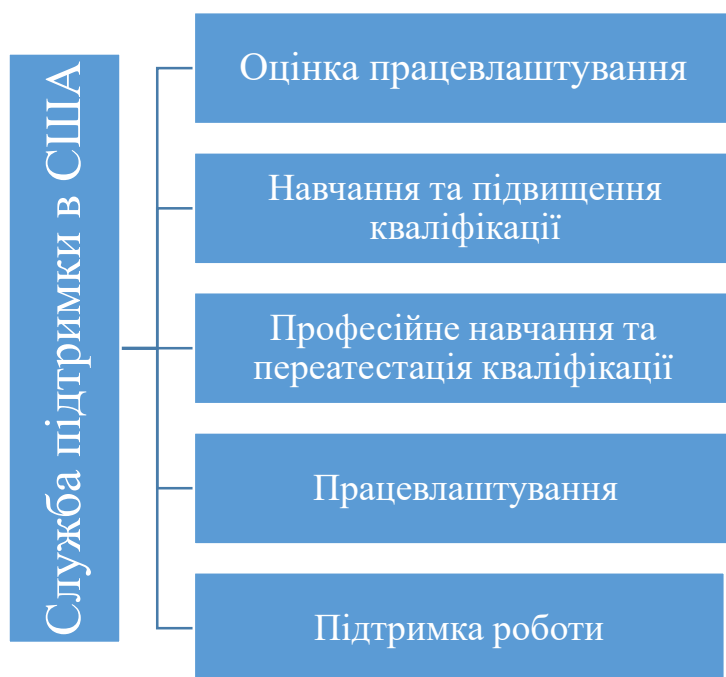 Служба підтримки в США
Оцінка працевлаштування
Навчання та підвищення
кваліфікації
Професійне навчання та
переатестація кваліфікації
Працевлаштування
Підтримка роботи